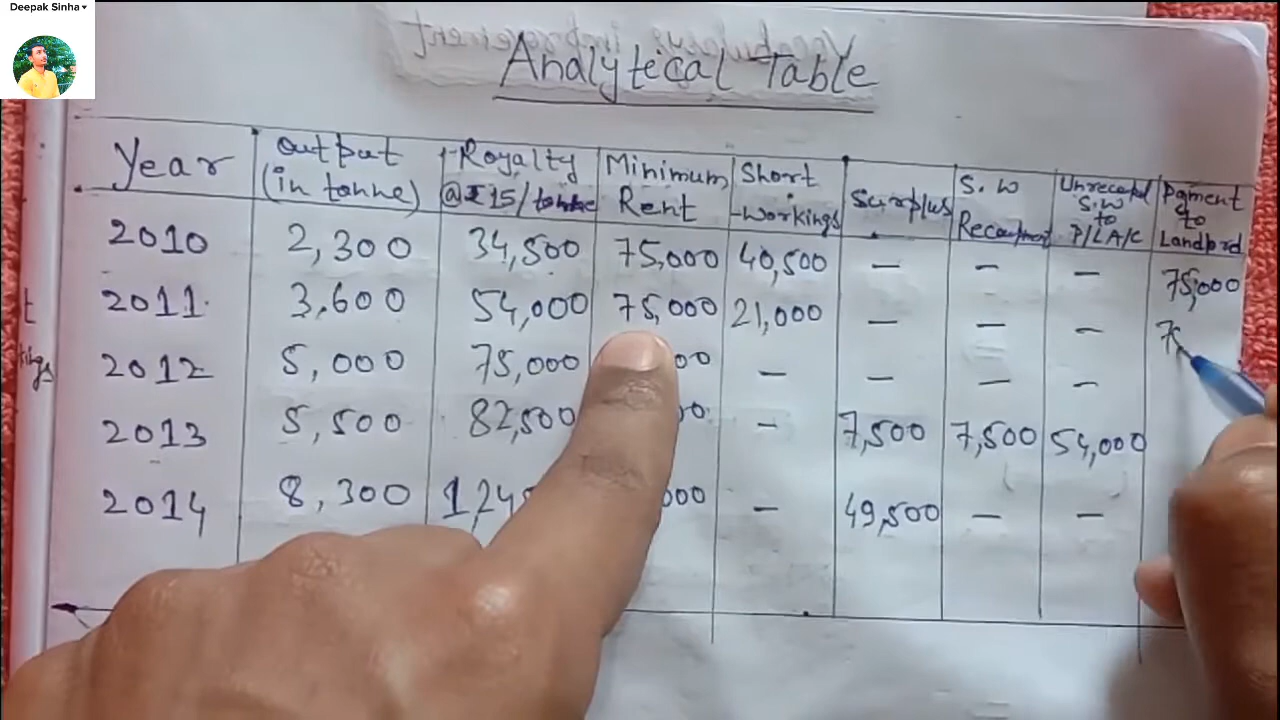 Deepak Sinha
Analytical Table
Year Output (in tonne) Royalty @ ₹15/tonne Minimum Rent Short-workings Surplus S.W Recoupment S.W to P/L A/C Payment to Landlord
2010 2,300 34,500 75,000 40,500 – – – 75,000
2011 3,600 54,000 75,000 21,000 – – – 75
2012 5,000 75,000 – – – –
2013 5,500 82,500 – 7,500 7,500 54,000
2014 8,300 – 49,500 – –